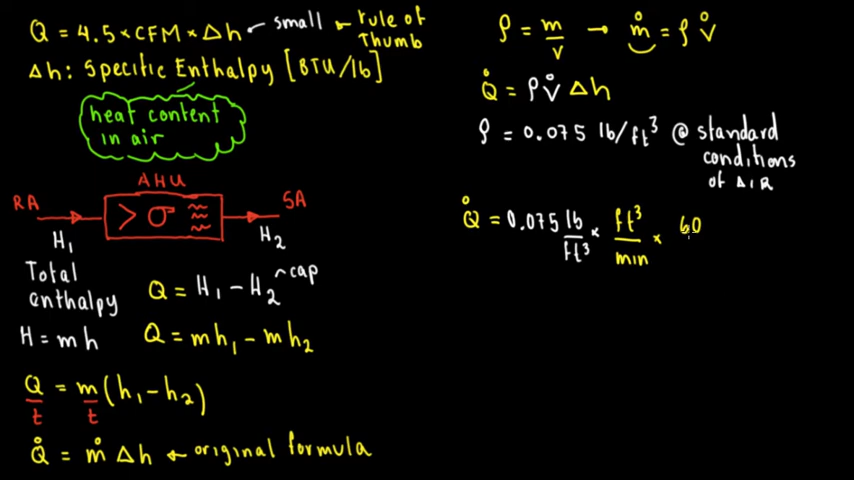 Q = 4.5 × CFM × Δh ← small ← rule of Thumb
Δh: Specific Enthalpy [BTU/lb]
heat content
in air
AHU
RA
SA
H₁
H₂
Total
enthalpy
H = mh
Q = H₁ - H₂ cap
Q = mh₁ - mh₂
Q/t = m/t (h₁-h₂)
Q̊ = m̊ Δh ← original formula
ρ = m/v → m̊ = ρ v̊
Q̊ = ρv̊ Δh
ρ = 0.075 lb/ft³ @ standard
conditions
of AIR
Q̊ = 0.075 lb/ft³ × ft³/min × 60